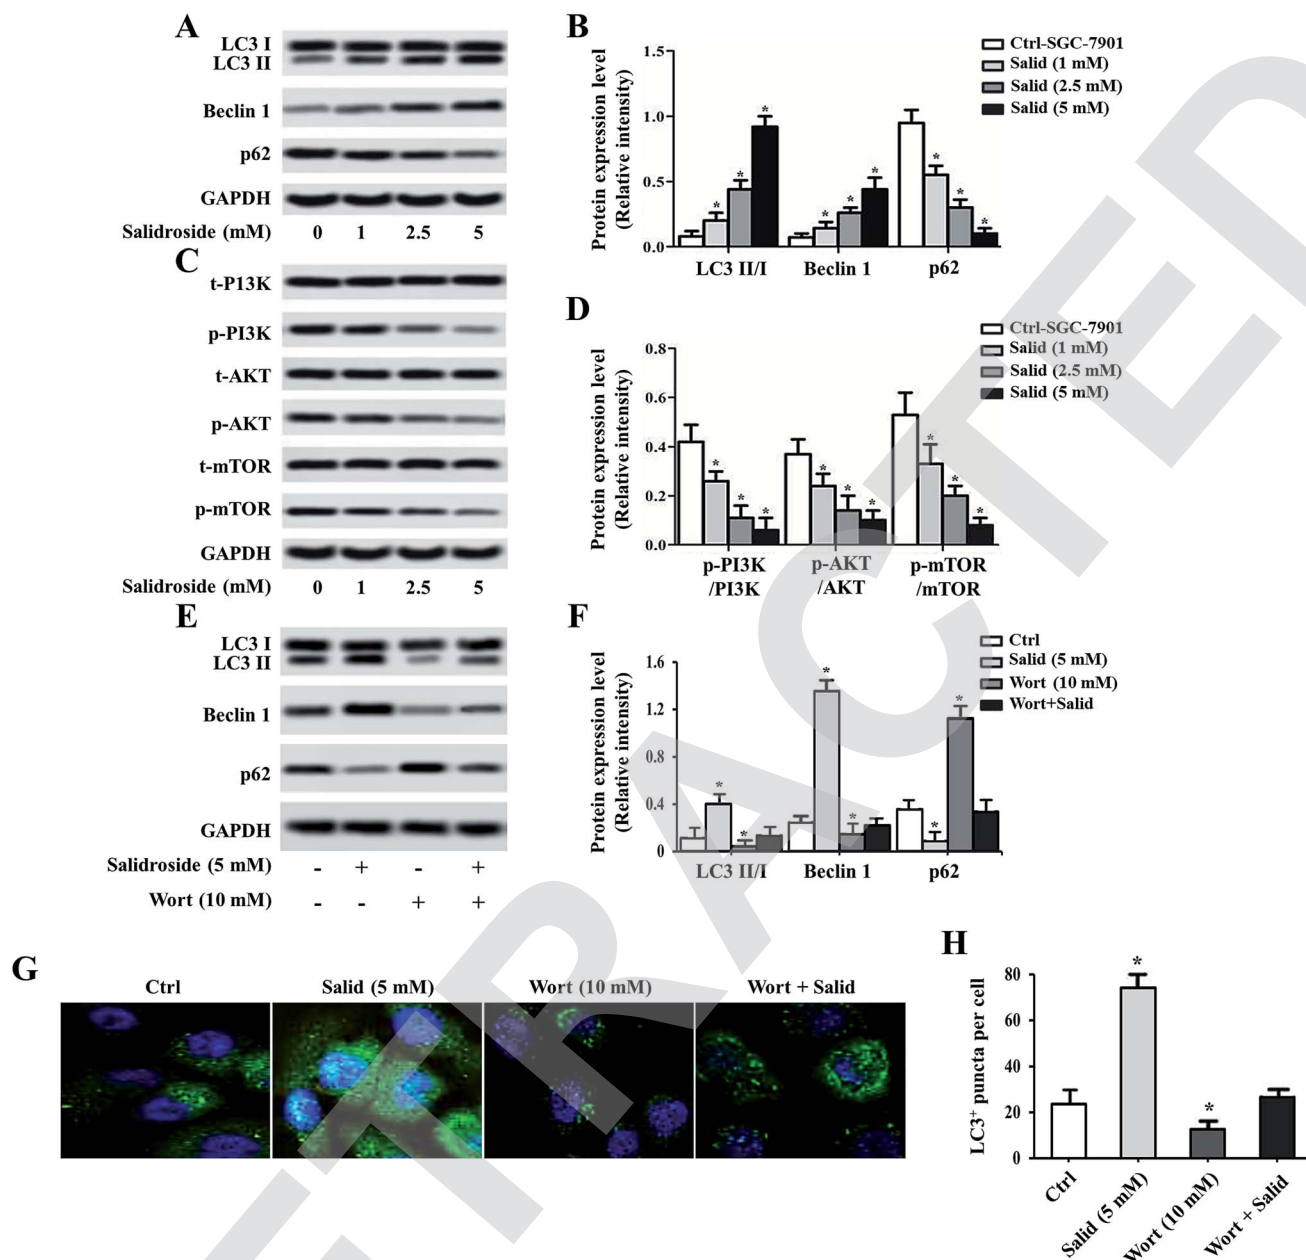 A
LC3 I
LC3 II
Beclin 1
p62
GAPDH
Salidroside (mM) 0 1 2.5 5
B
Protein expression level
(Relative intensity)
1.5
1.0
0.5
0.0
* * * * * * * * *
LC3 II/I Beclin 1 p62
Ctrl-SGC-7901
Salid (1 mM)
Salid (2.5 mM)
Salid (5 mM)
C
t-P13K
p-PI3K
t-AKT
p-AKT
t-mTOR
p-mTOR
GAPDH
Salidroside (mM) 0 1 2.5 5
D
Protein expression level
(Relative intensity)
0.8
0.6
0.4
0.2
0.0
* * * * * * * * *
p-PI3K p-AKT p-mTOR
/PI3K /AKT /mTOR
Ctrl-SGC-7901
Salid (1 mM)
Salid (2.5 mM)
Salid (5 mM)
E
LC3 I
LC3 II
Beclin 1
p62
GAPDH
Salidroside (5 mM) - + - +
Wort (10 mM) - - + +
F
Protein expression level
(Relative intensity)
1.6
1.2
0.8
0.4
0
* * * * * *
LC3 II/I Beclin 1 p62
Ctrl
Salid (5 mM)
Wort (10 mM)
Wort+Salid
G
Ctrl Salid (5 mM) Wort (10 mM) Wort + Salid
H
LC3+ puncta per cell
80
60
40
20
0
* *
Ctrl
Salid (5 mM)
Wort (10 mM)
Wort + Salid
ETRACTED